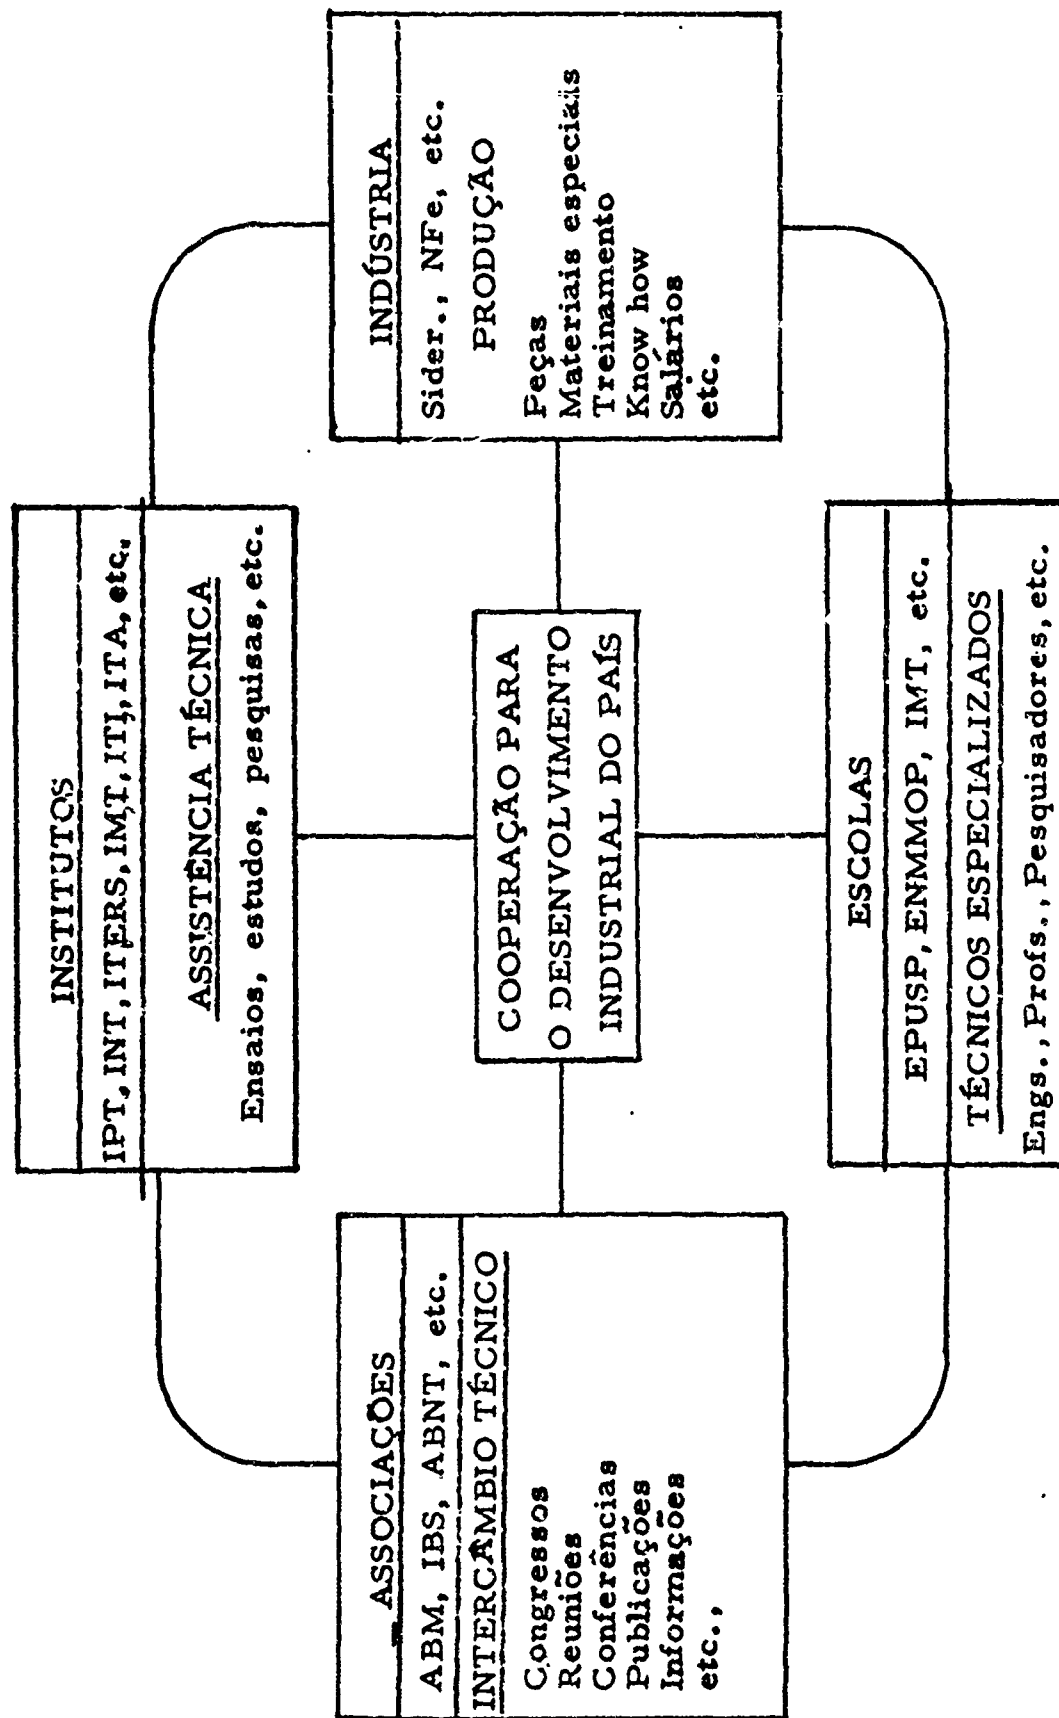 INSTITUTOS
IPT, INT, ITERS, IMT, ITI, ITA, etc.
ASSISTÊNCIA TÉCNICA
Ensaios, estudos, pesquisas, etc.
ASSOCIAÇÕES
ABM, IBS, ABNT, etc.
INTERCÂMBIO TÉCNICO
Congressos
Reuniões
Conferências
Publicações
Informações
etc.,
COOPERAÇÃO PARA
O DESENVOLVIMENTO
INDUSTRIAL DO PAÍS
INDÚSTRIA
Sider., NFe, etc.
PRODUÇÃO
Peças
Materiais especiais
Treinamento
Know how
Salários
etc.
ESCOLAS
EPUSP, ENMMOP, IMT, etc.
TÉCNICOS ESPECIALIZADOS
Engs., Profs., Pesquisadores, etc.